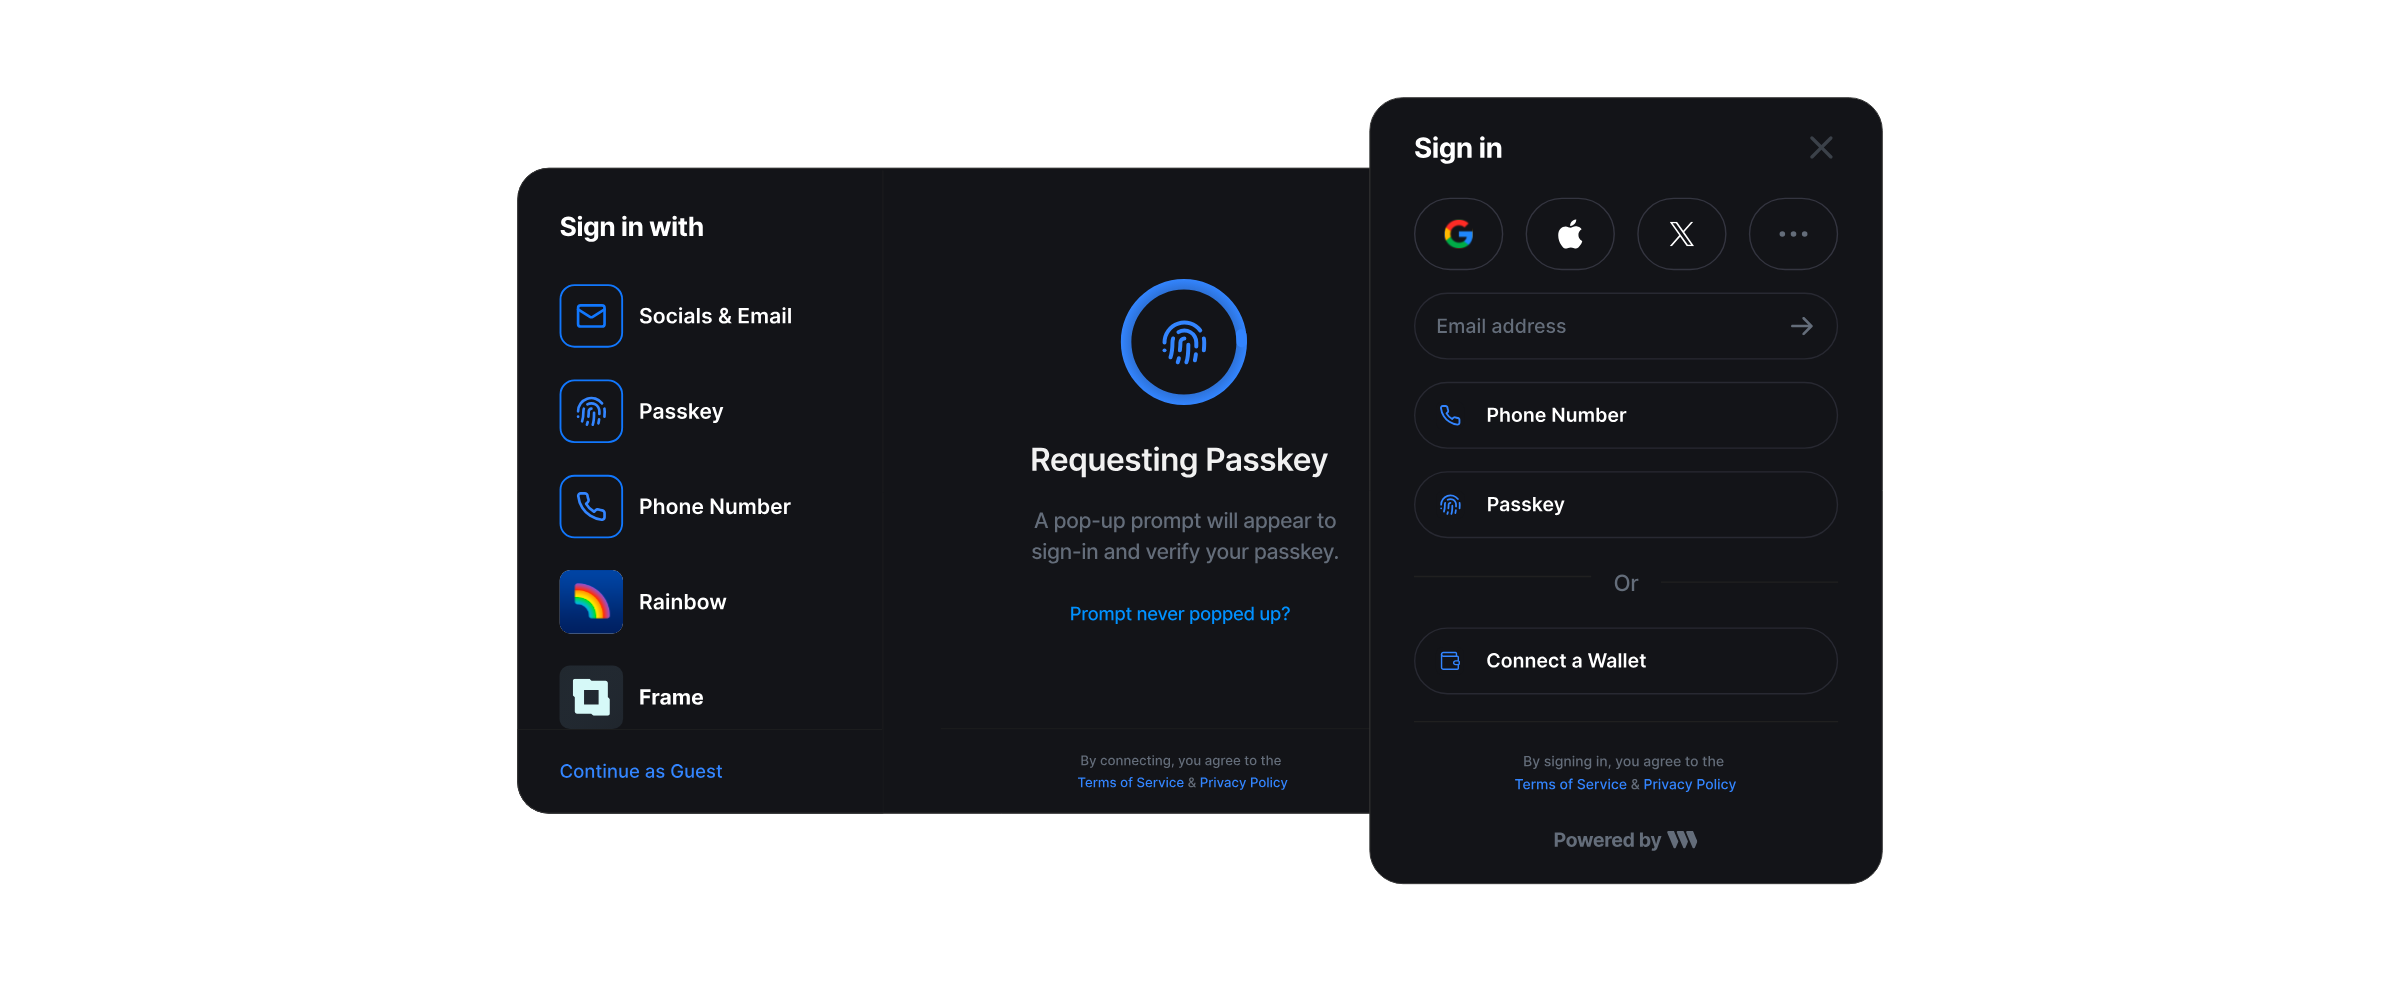 Sign in with
Socials & Email
Passkey
Phone Number
Rainbow
Frame
Continue as Guest
Requesting Passkey
A pop-up prompt will appear to
sign-in and verify your passkey.
Prompt never popped up?
By connecting, you agree to the
Terms of Service & Privacy Policy
Sign in
Email address
Phone Number
Passkey
Or
Connect a Wallet
By signing in, you agree to the
Terms of Service & Privacy Policy
Powered by